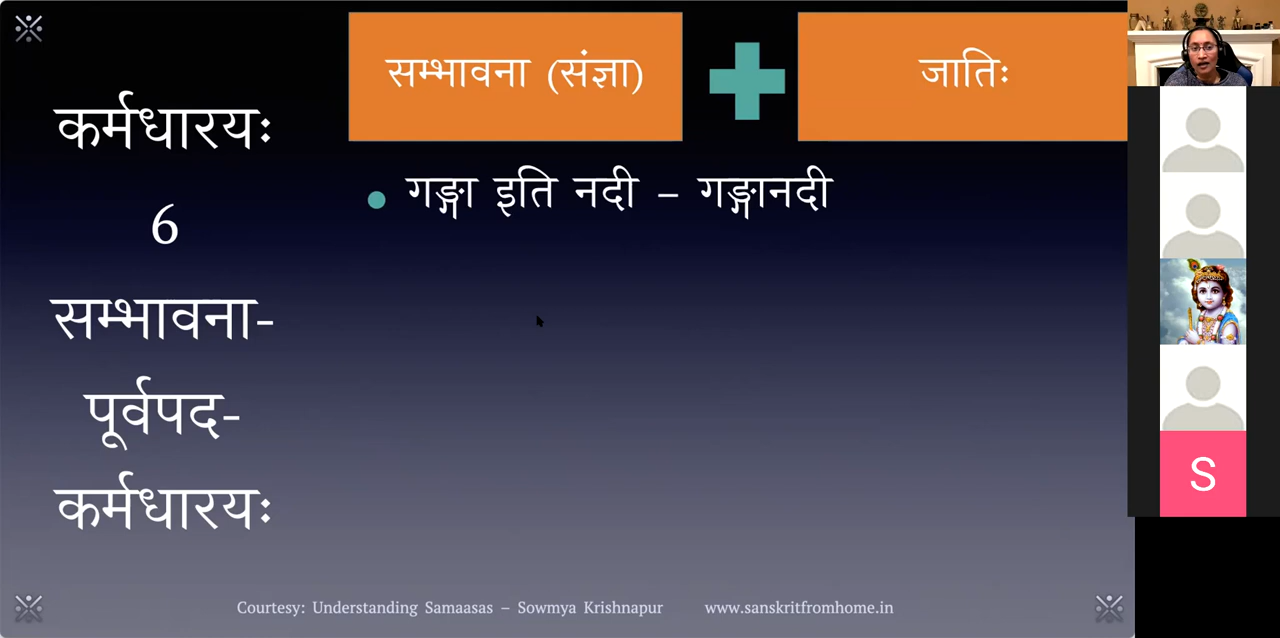 सम्भावना (संज्ञा)
जातिः
कर्मधारयः
6
सम्भावना-
पूर्वपद-
कर्मधारयः
गङ्गा इति नदी – गङ्गानदी
Courtesy: Understanding Samaasas – Sowmya Krishnapur
www.sanskritfromhome.in
S